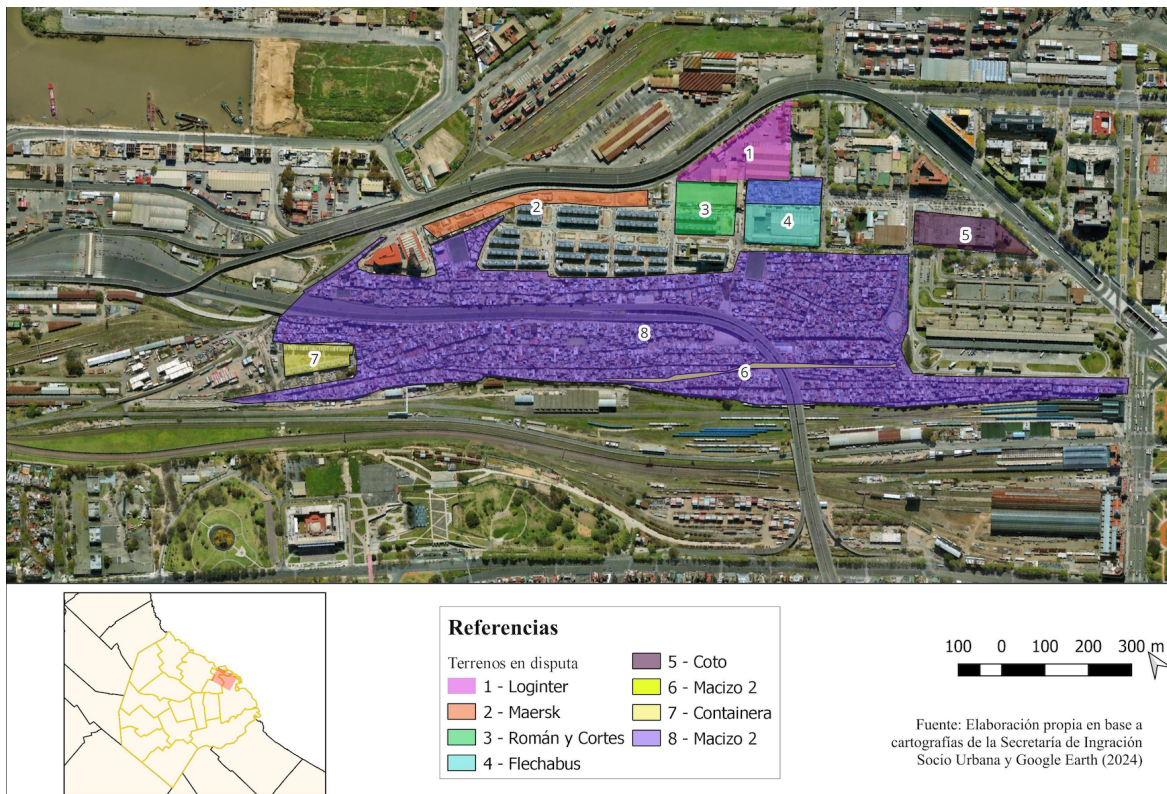 1
2
3
4
5
8
7
6
Referencias
Terrenos en disputa
1 - Loginter
2 - Maersk
3 - Román y Cortes
4 - Flechabus
5 - Coto
6 - Macizo 2
7 - Containera
8 - Macizo 2
100 0 100 200 300 m
Fuente: Elaboración propia en base a
cartografías de la Secretaría de Ingración
Socio Urbana y Google Earth (2024)